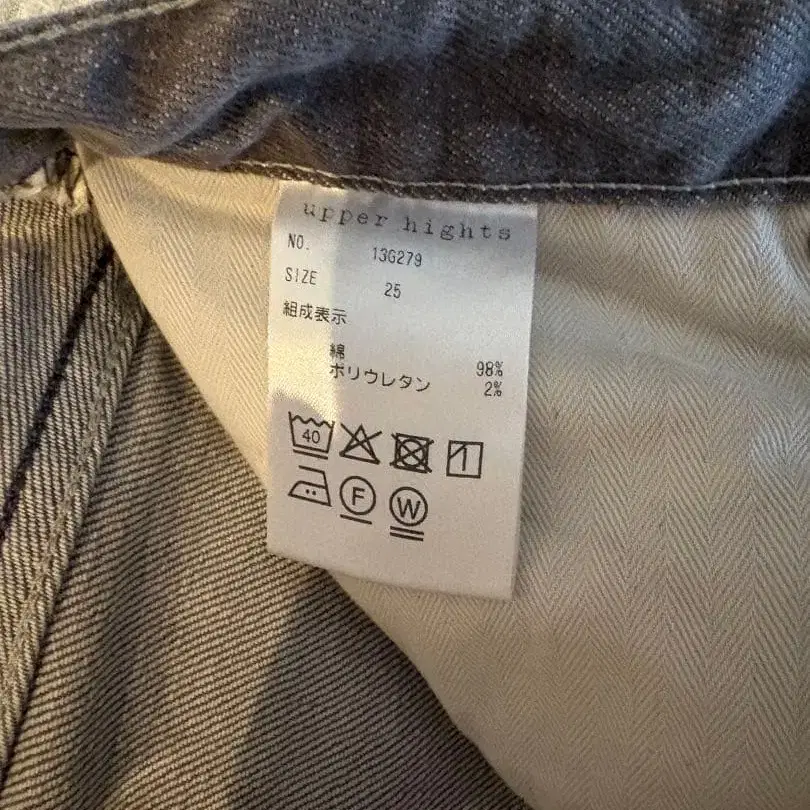 upper hights
NO. 13G279
SIZE 25
組成表示
綿 98%
ポリウレタン 2%
40
F W